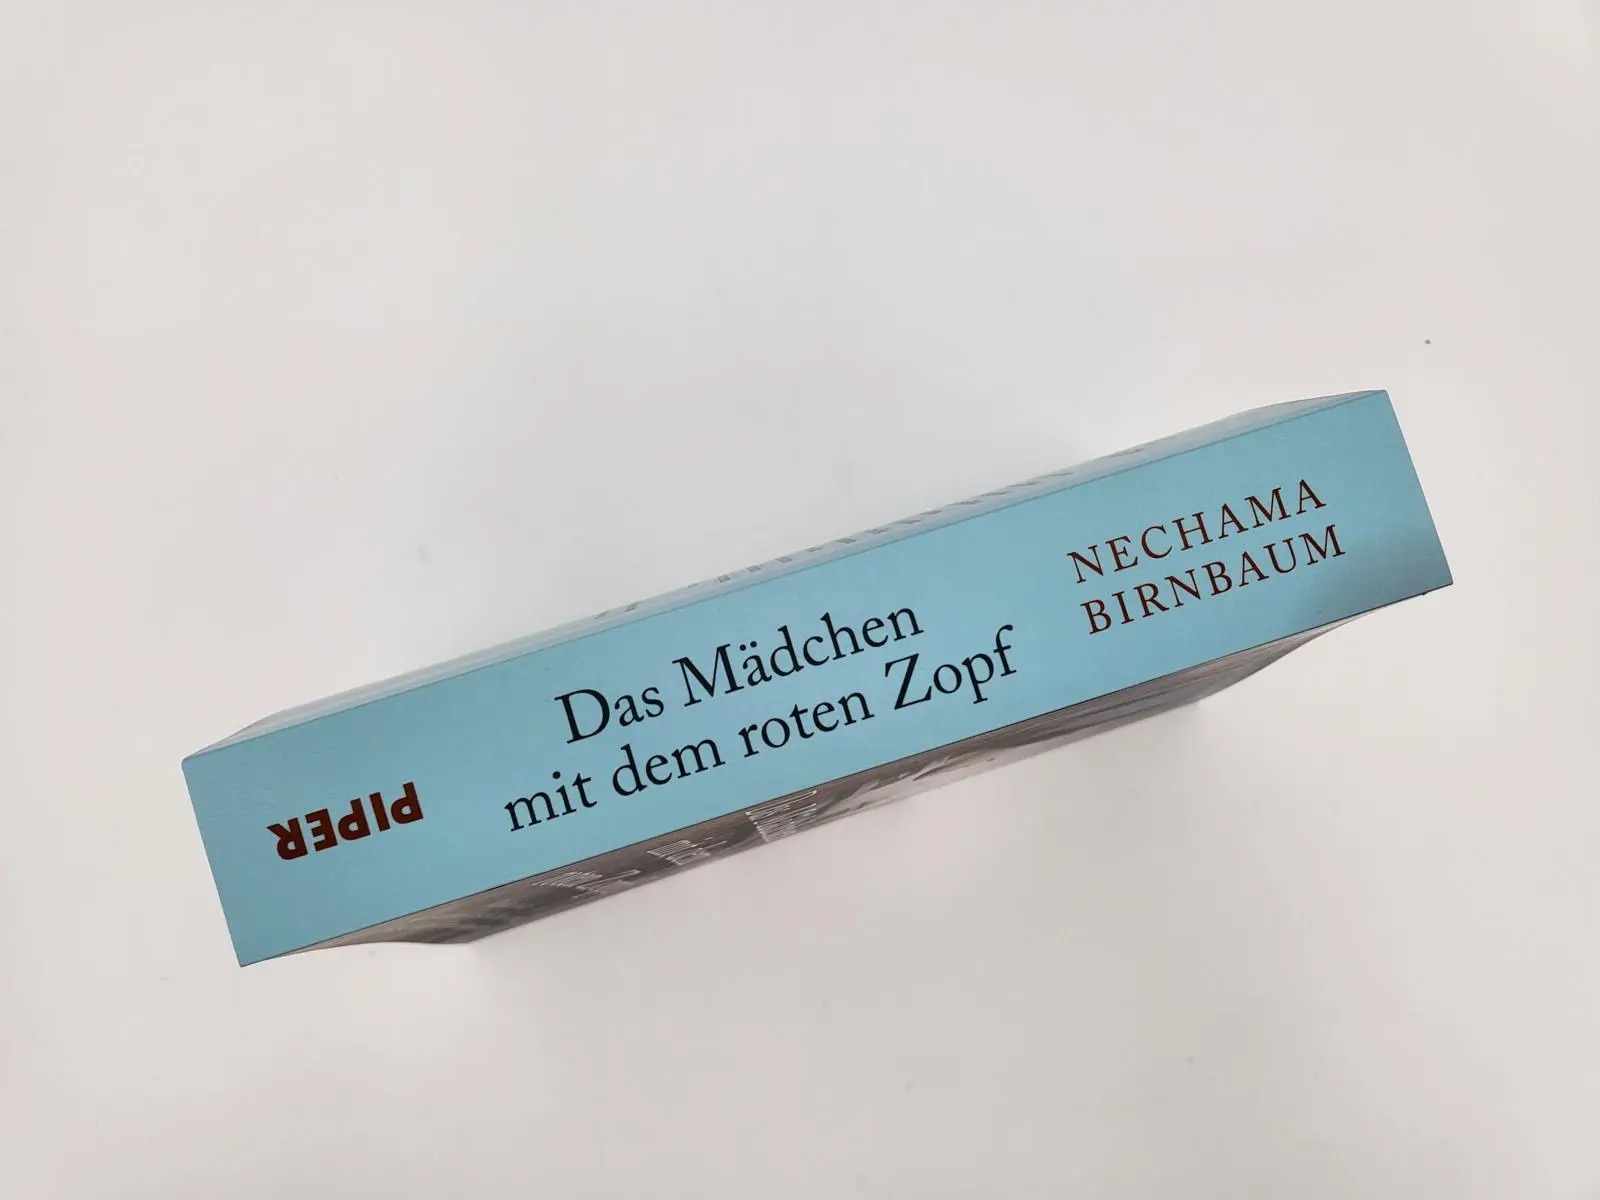 Das Mädchen
mit dem roten Zopf
NECHAMA
BIRNBAUM
PIPER